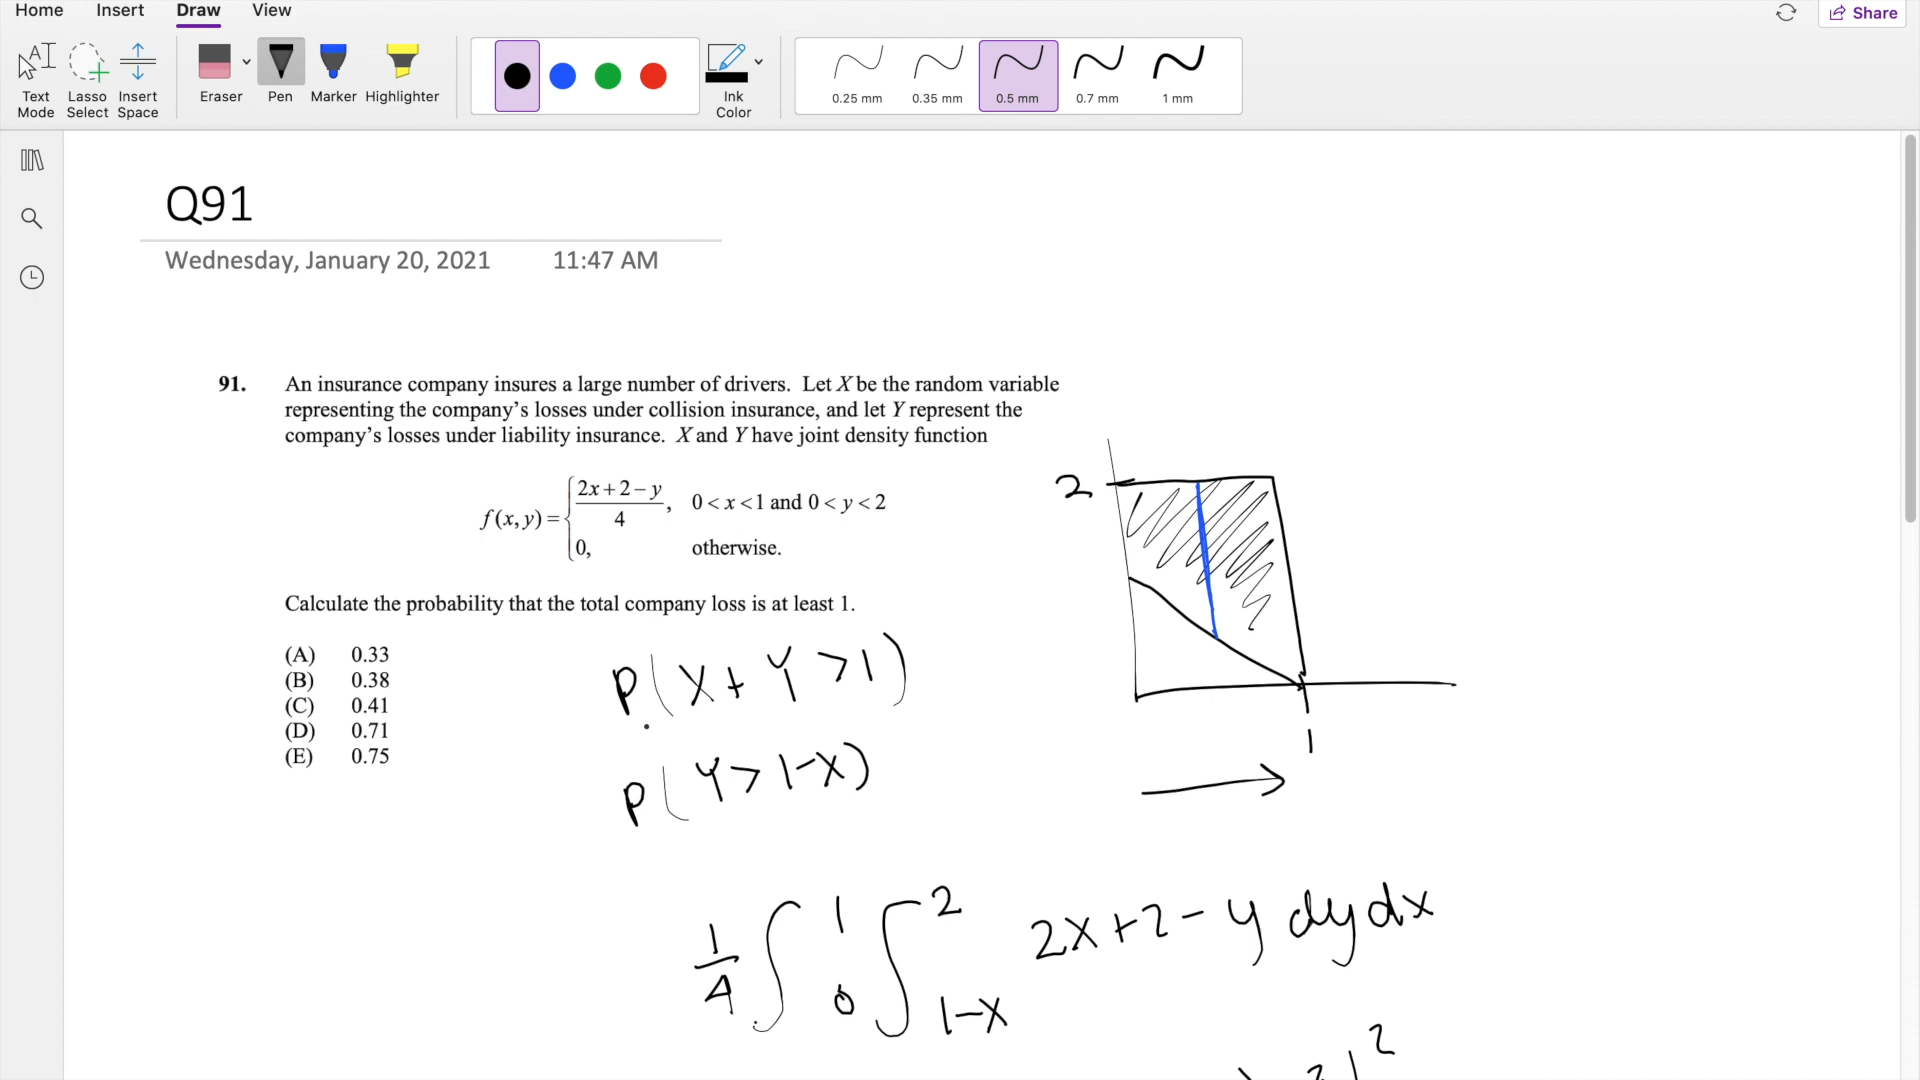 Home Insert Draw View Share
Text Mode
Lasso Select
Insert Space
Eraser
Pen
Marker
Highlighter
Ink Color
0.25 mm
0.35 mm
0.5 mm
0.7 mm
1 mm
Q91
Wednesday, January 20, 2021 11:47 AM
91. An insurance company insures a large number of drivers. Let X be the random variable
representing the company's losses under collision insurance, and let Y represent the
company's losses under liability insurance. X and Y have joint density function
f(x,y) = { (2x+2−y)/4, 0<x<1 and 0<y<2
0, otherwise.
2
1
Calculate the probability that the total company loss is at least 1.
(A) 0.33
(B) 0.38
(C) 0.41
(D) 0.71
(E) 0.75
P(X+Y>1)
P(Y>1-X)
1/4 ∫ 1 0 ∫ 2 1-X 2x+2-y dy dx
2